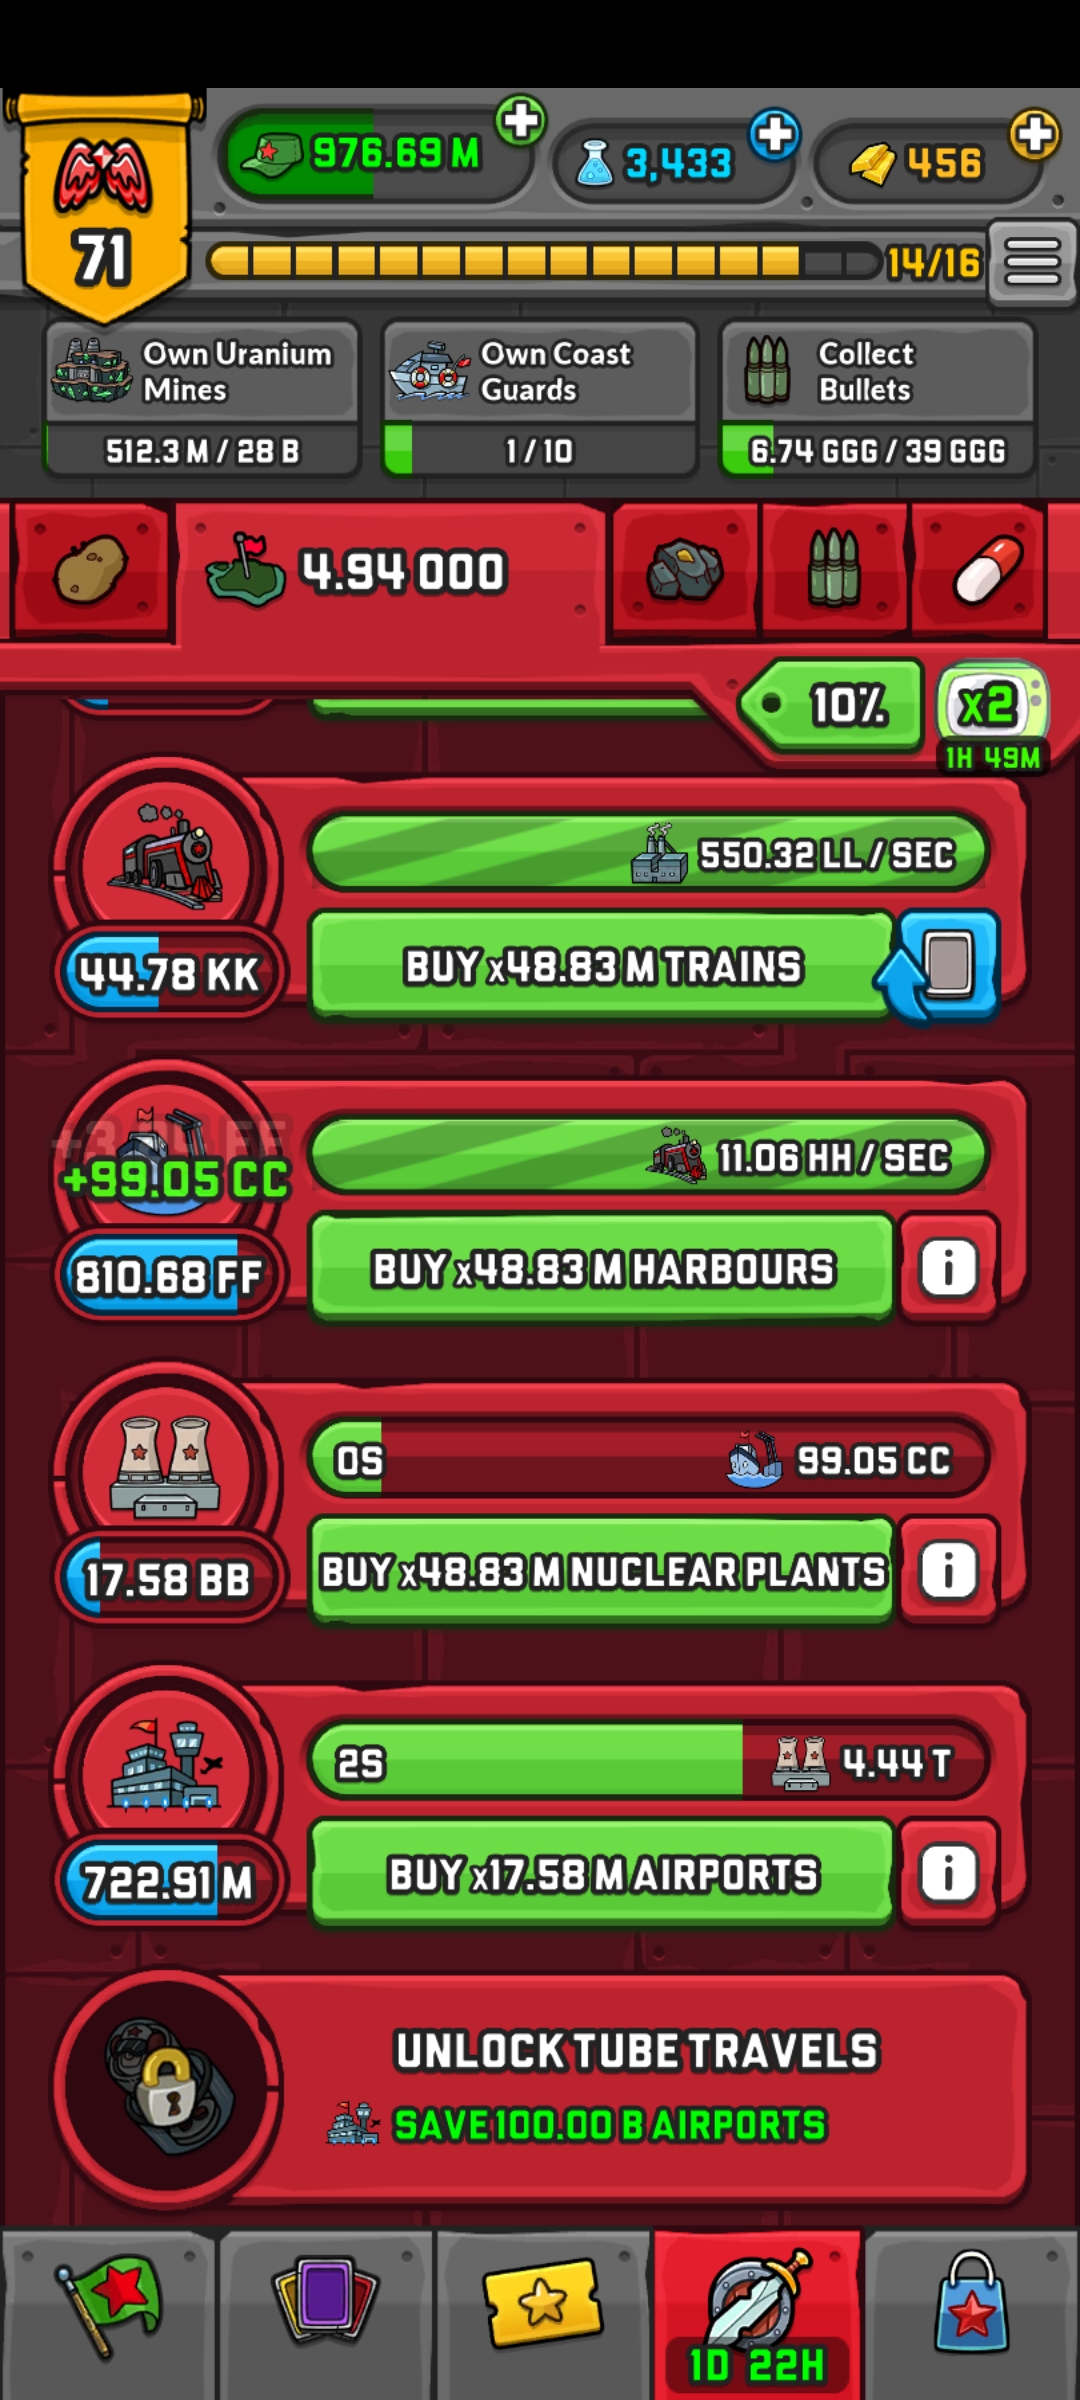 976.69 M
3,433
456
71
14/16
Own Uranium
Mines
512.3 M / 28 B
Own Coast
Guards
1 / 10
Collect
Bullets
6.74 GGG / 39 GGG
4.94 000
10%
x2
1H 49M
550.32 LL / SEC
44.78 KK
BUY x48.83 M TRAINS
+99.05 CC
11.06 HH / SEC
810.68 FF
BUY x48.83 M HARBOURS
i
0S
99.05 CC
17.58 BB
BUY x48.83 M NUCLEAR PLANTS
i
2S
4.44 T
722.91 M
BUY x17.58 M AIRPORTS
i
UNLOCK TUBE TRAVELS
SAVE 100.00 B AIRPORTS
1D 22H